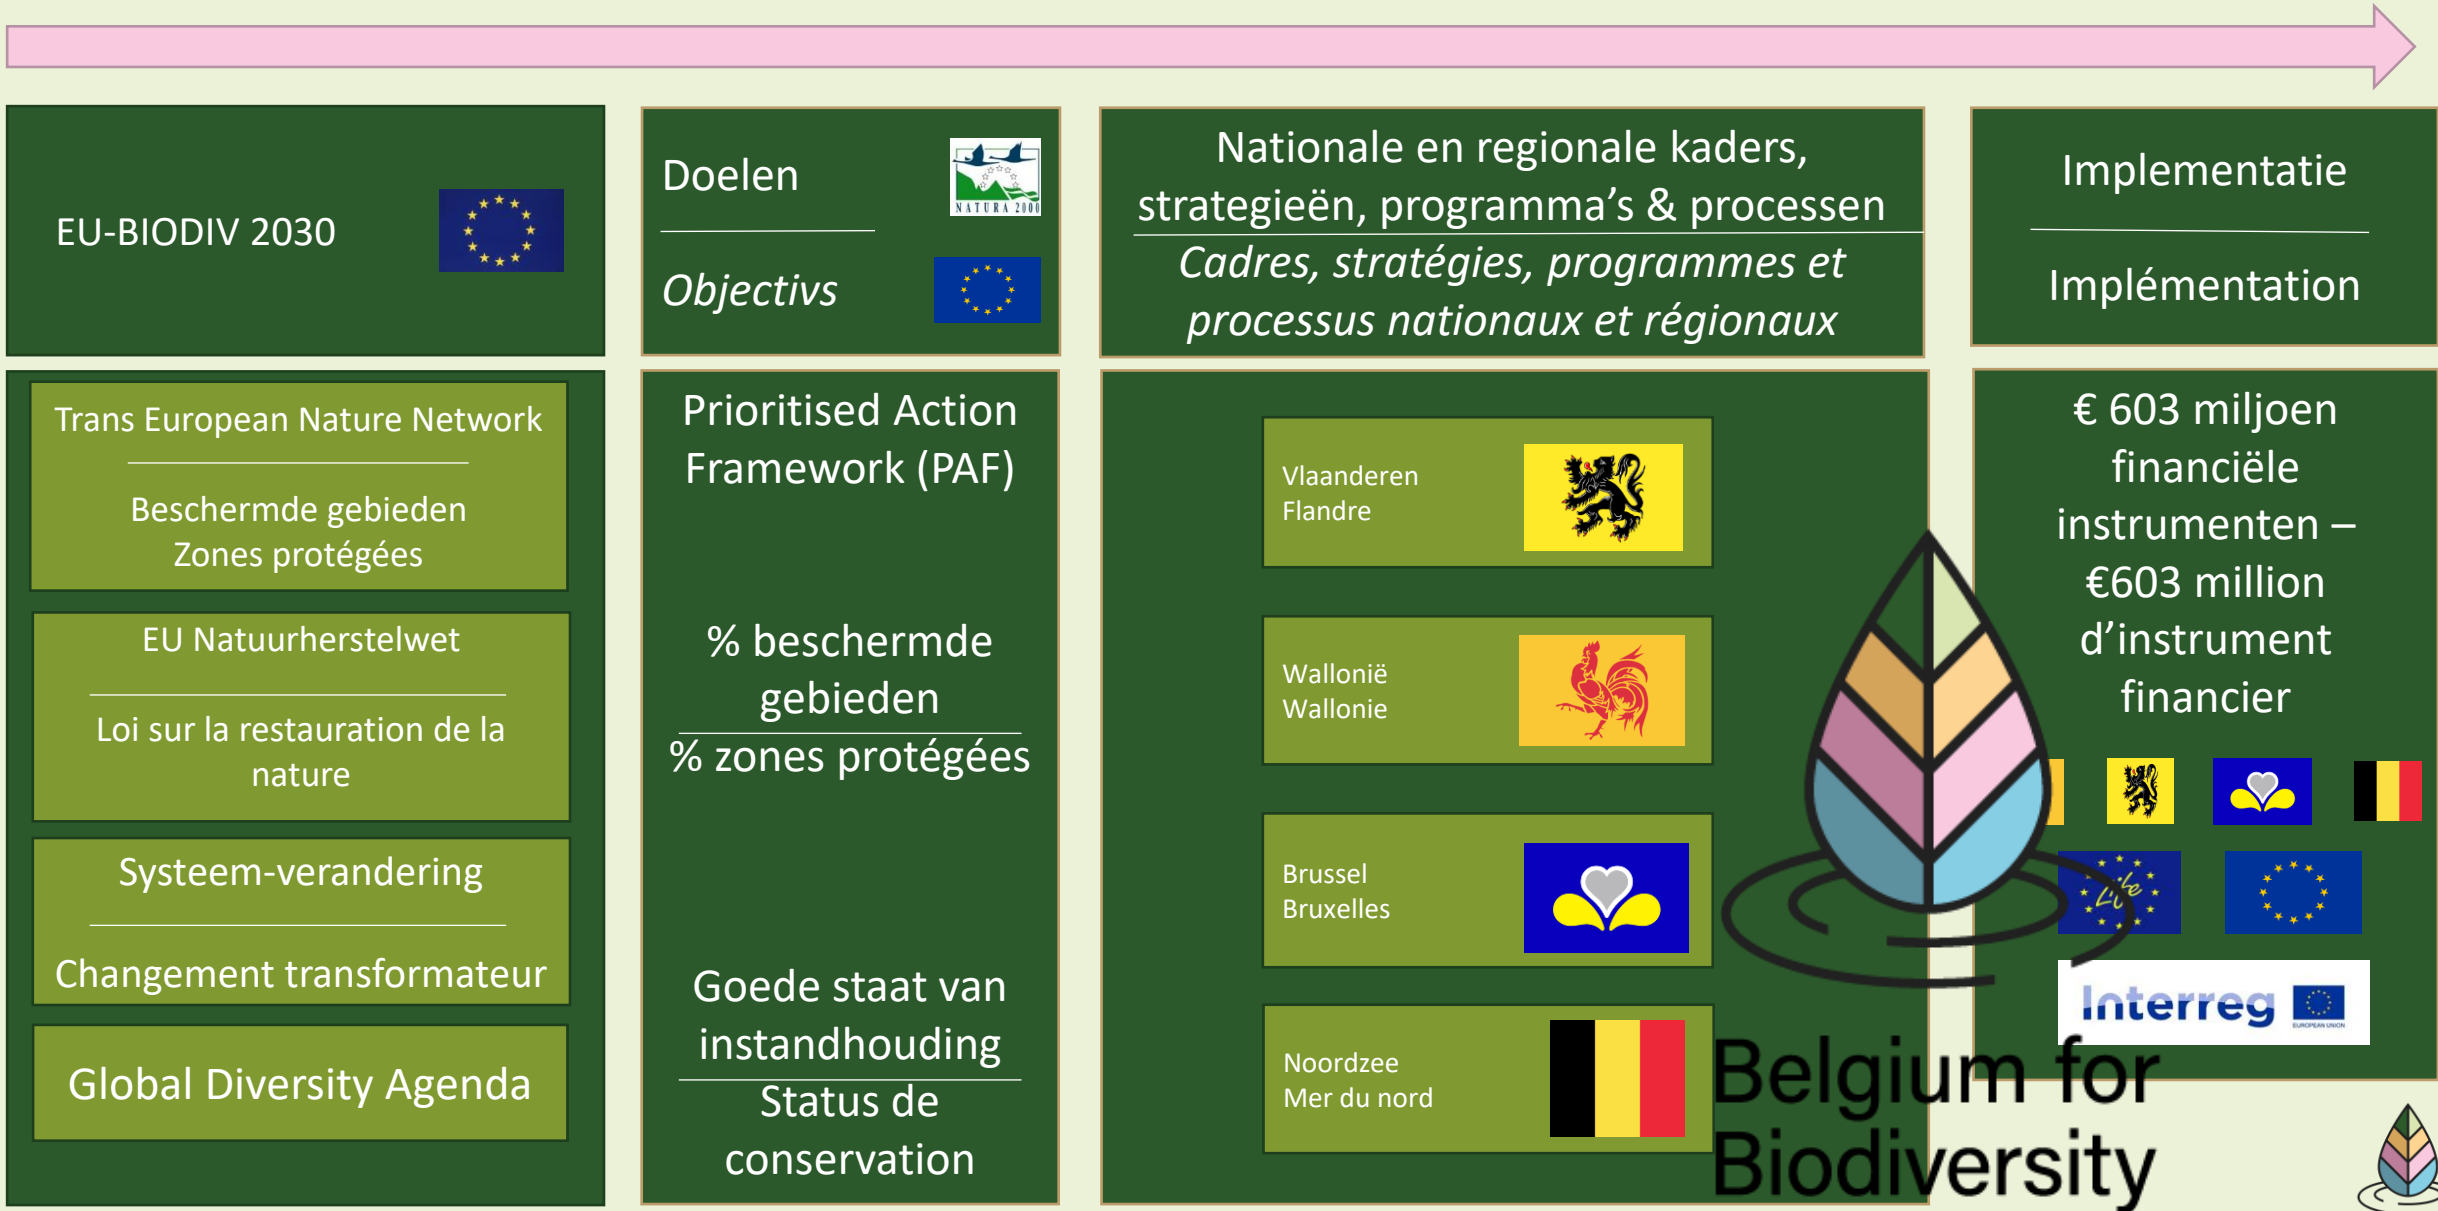 EU-BIODIV 2030
Doelen
NATURA 2000
Objectivs
Nationale en regionale kaders,
strategieën, programma’s & processen
Cadres, stratégies, programmes et
processus nationaux et régionaux
Implementatie
Implémentation
Trans European Nature Network
Beschermde gebieden
Zones protégées
EU Natuurherstelwet
Loi sur la restauration de la
nature
Systeem-verandering
Changement transformateur
Global Diversity Agenda
Prioritised Action
Framework (PAF)
% beschermde
gebieden
% zones protégées
Goede staat van
instandhouding
Status de
conservation
Vlaanderen
Flandre
Wallonië
Wallonie
Brussel
Bruxelles
Noordzee
Mer du nord
€ 603 miljoen
financiële
instrumenten –
€603 million
d’instrument
financier
Life
Interreg
EUROPEAN UNION
Belgium for
Biodiversity